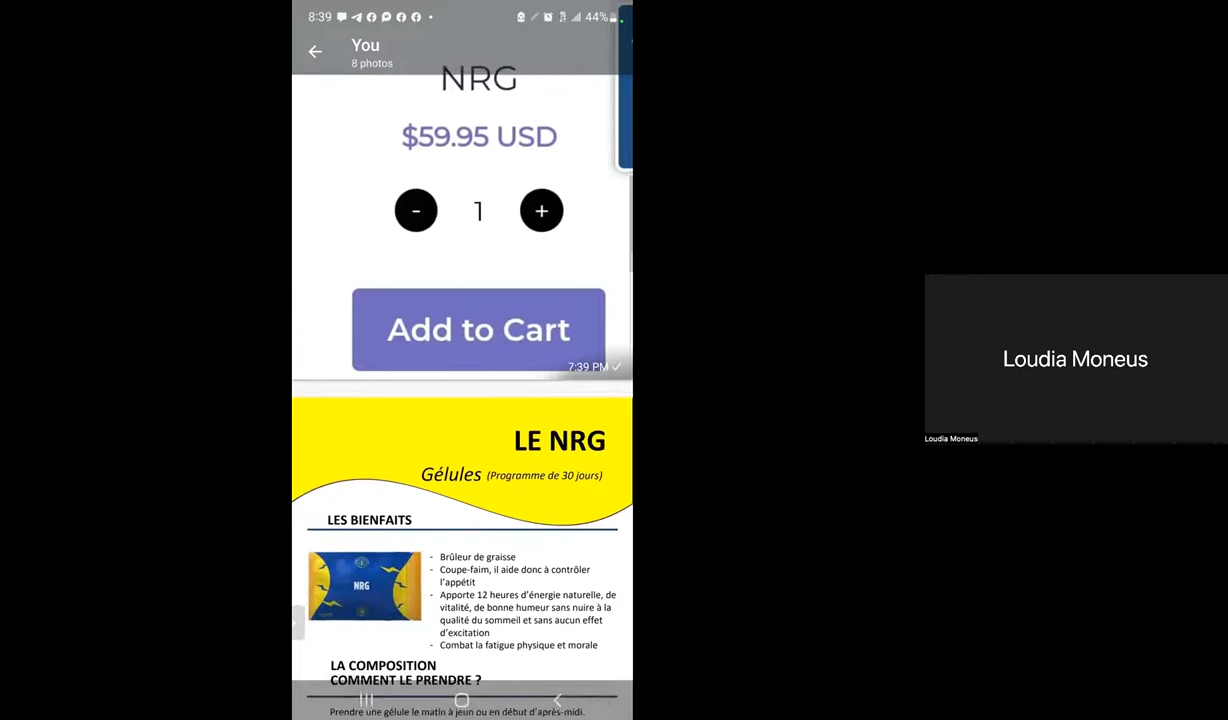 8:39
44%
You
8 photos
NRG
$59.95 USD
- 1 +
Add to Cart
7:39 PM
LE NRG
Gélules (Programme de 30 jours)
LES BIENFAITS
- Brûleur de graisse
- Coupe-faim, il aide donc à contrôler
l'appétit
- Apporte 12 heures d'énergie naturelle, de
vitalité, de bonne humeur sans nuire à la
qualité du sommeil et sans aucun effet
d'excitation
- Combat la fatigue physique et morale
NRG
LA COMPOSITION
COMMENT LE PRENDRE ?
Prendre une gélule le matin à jeun ou en début d'après-midi.
Loudia Moneus
Loudia Moneus